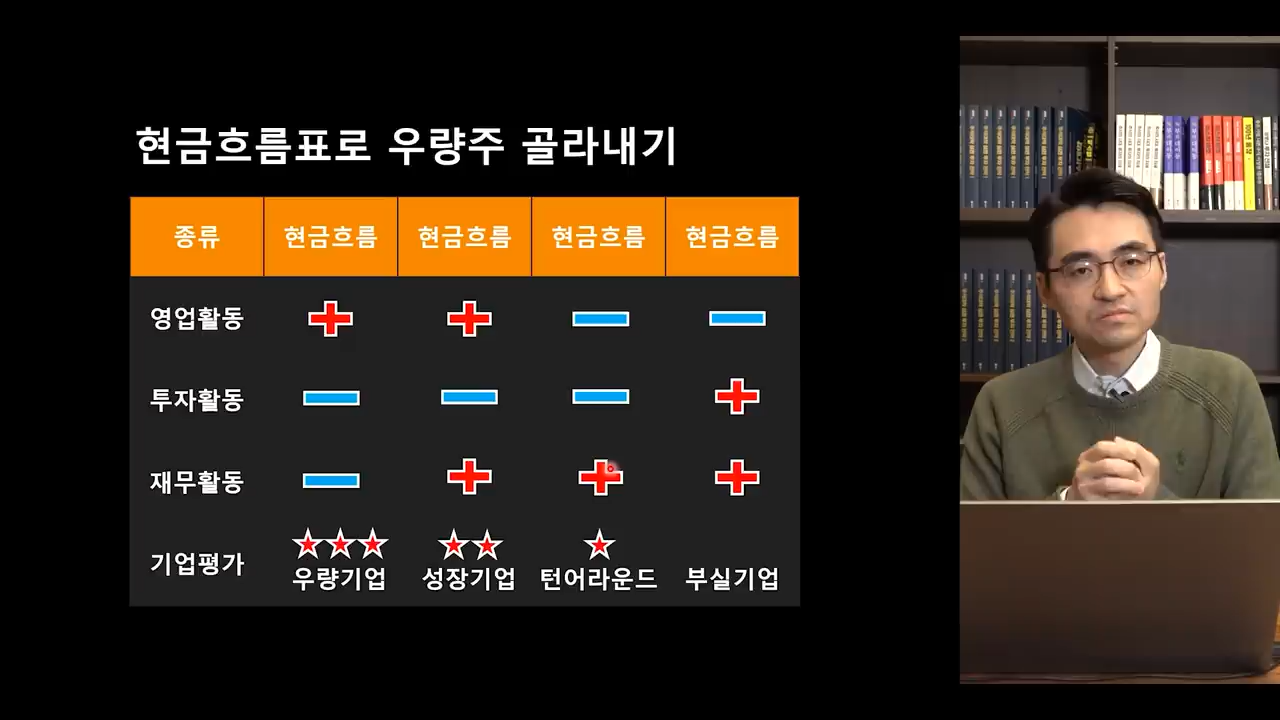 현금흐름표로 우량주 골라내기
종류 현금흐름 현금흐름 현금흐름 현금흐름
영업활동
투자활동
재무활동
기업평가
우량기업 성장기업 턴어라운드 부실기업